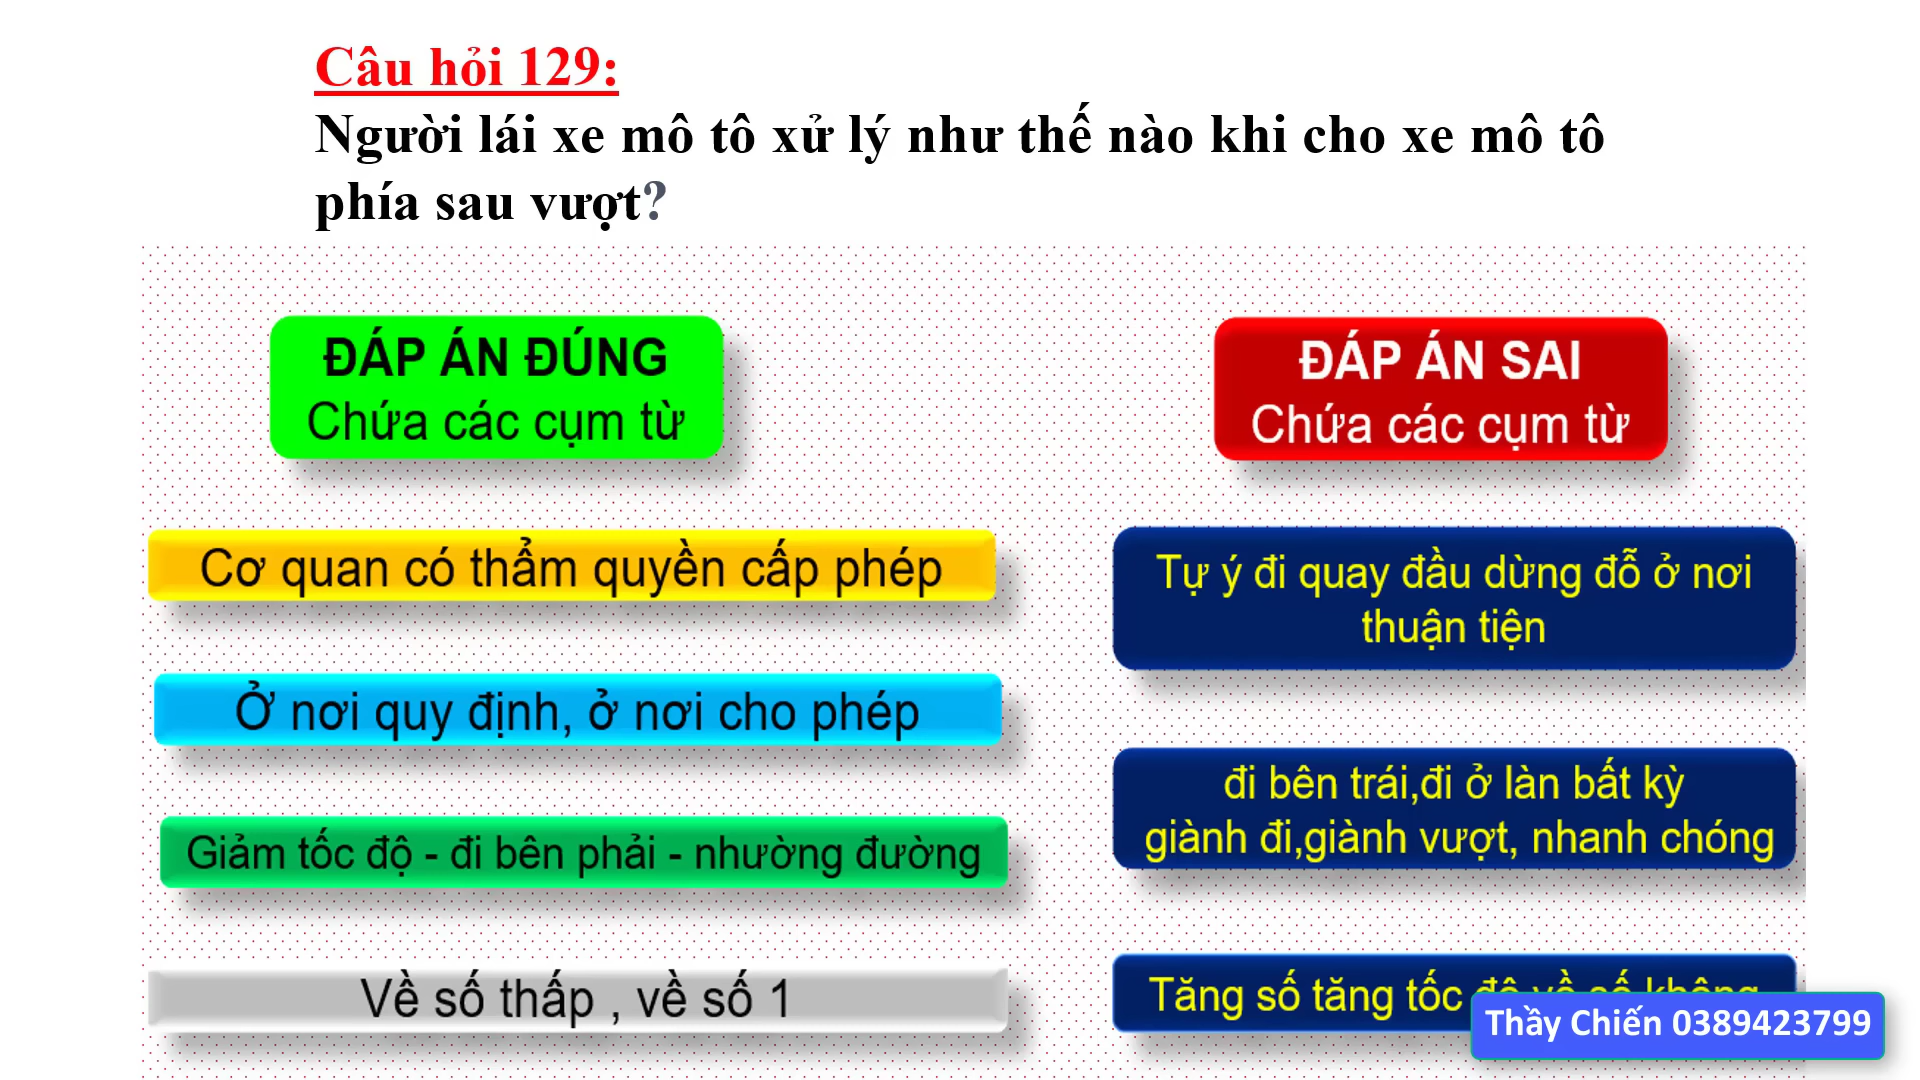 Câu hỏi 129:
Người lái xe mô tô xử lý như thế nào khi cho xe mô tô
phía sau vượt?
ĐÁP ÁN ĐÚNG
Chứa các cụm từ
ĐÁP ÁN SAI
Chứa các cụm từ
Cơ quan có thẩm quyền cấp phép
Ở nơi quy định, ở nơi cho phép
Giảm tốc độ - đi bên phải - nhường đường
Về số thấp , về số 1
Tự ý đi quay đầu dừng đỗ ở nơi
thuận tiện
đi bên trái,đi ở làn bất kỳ
giành đi,giành vượt, nhanh chóng
Tăng số tăng tốc độ về số không
Thầy Chiến 0389423799